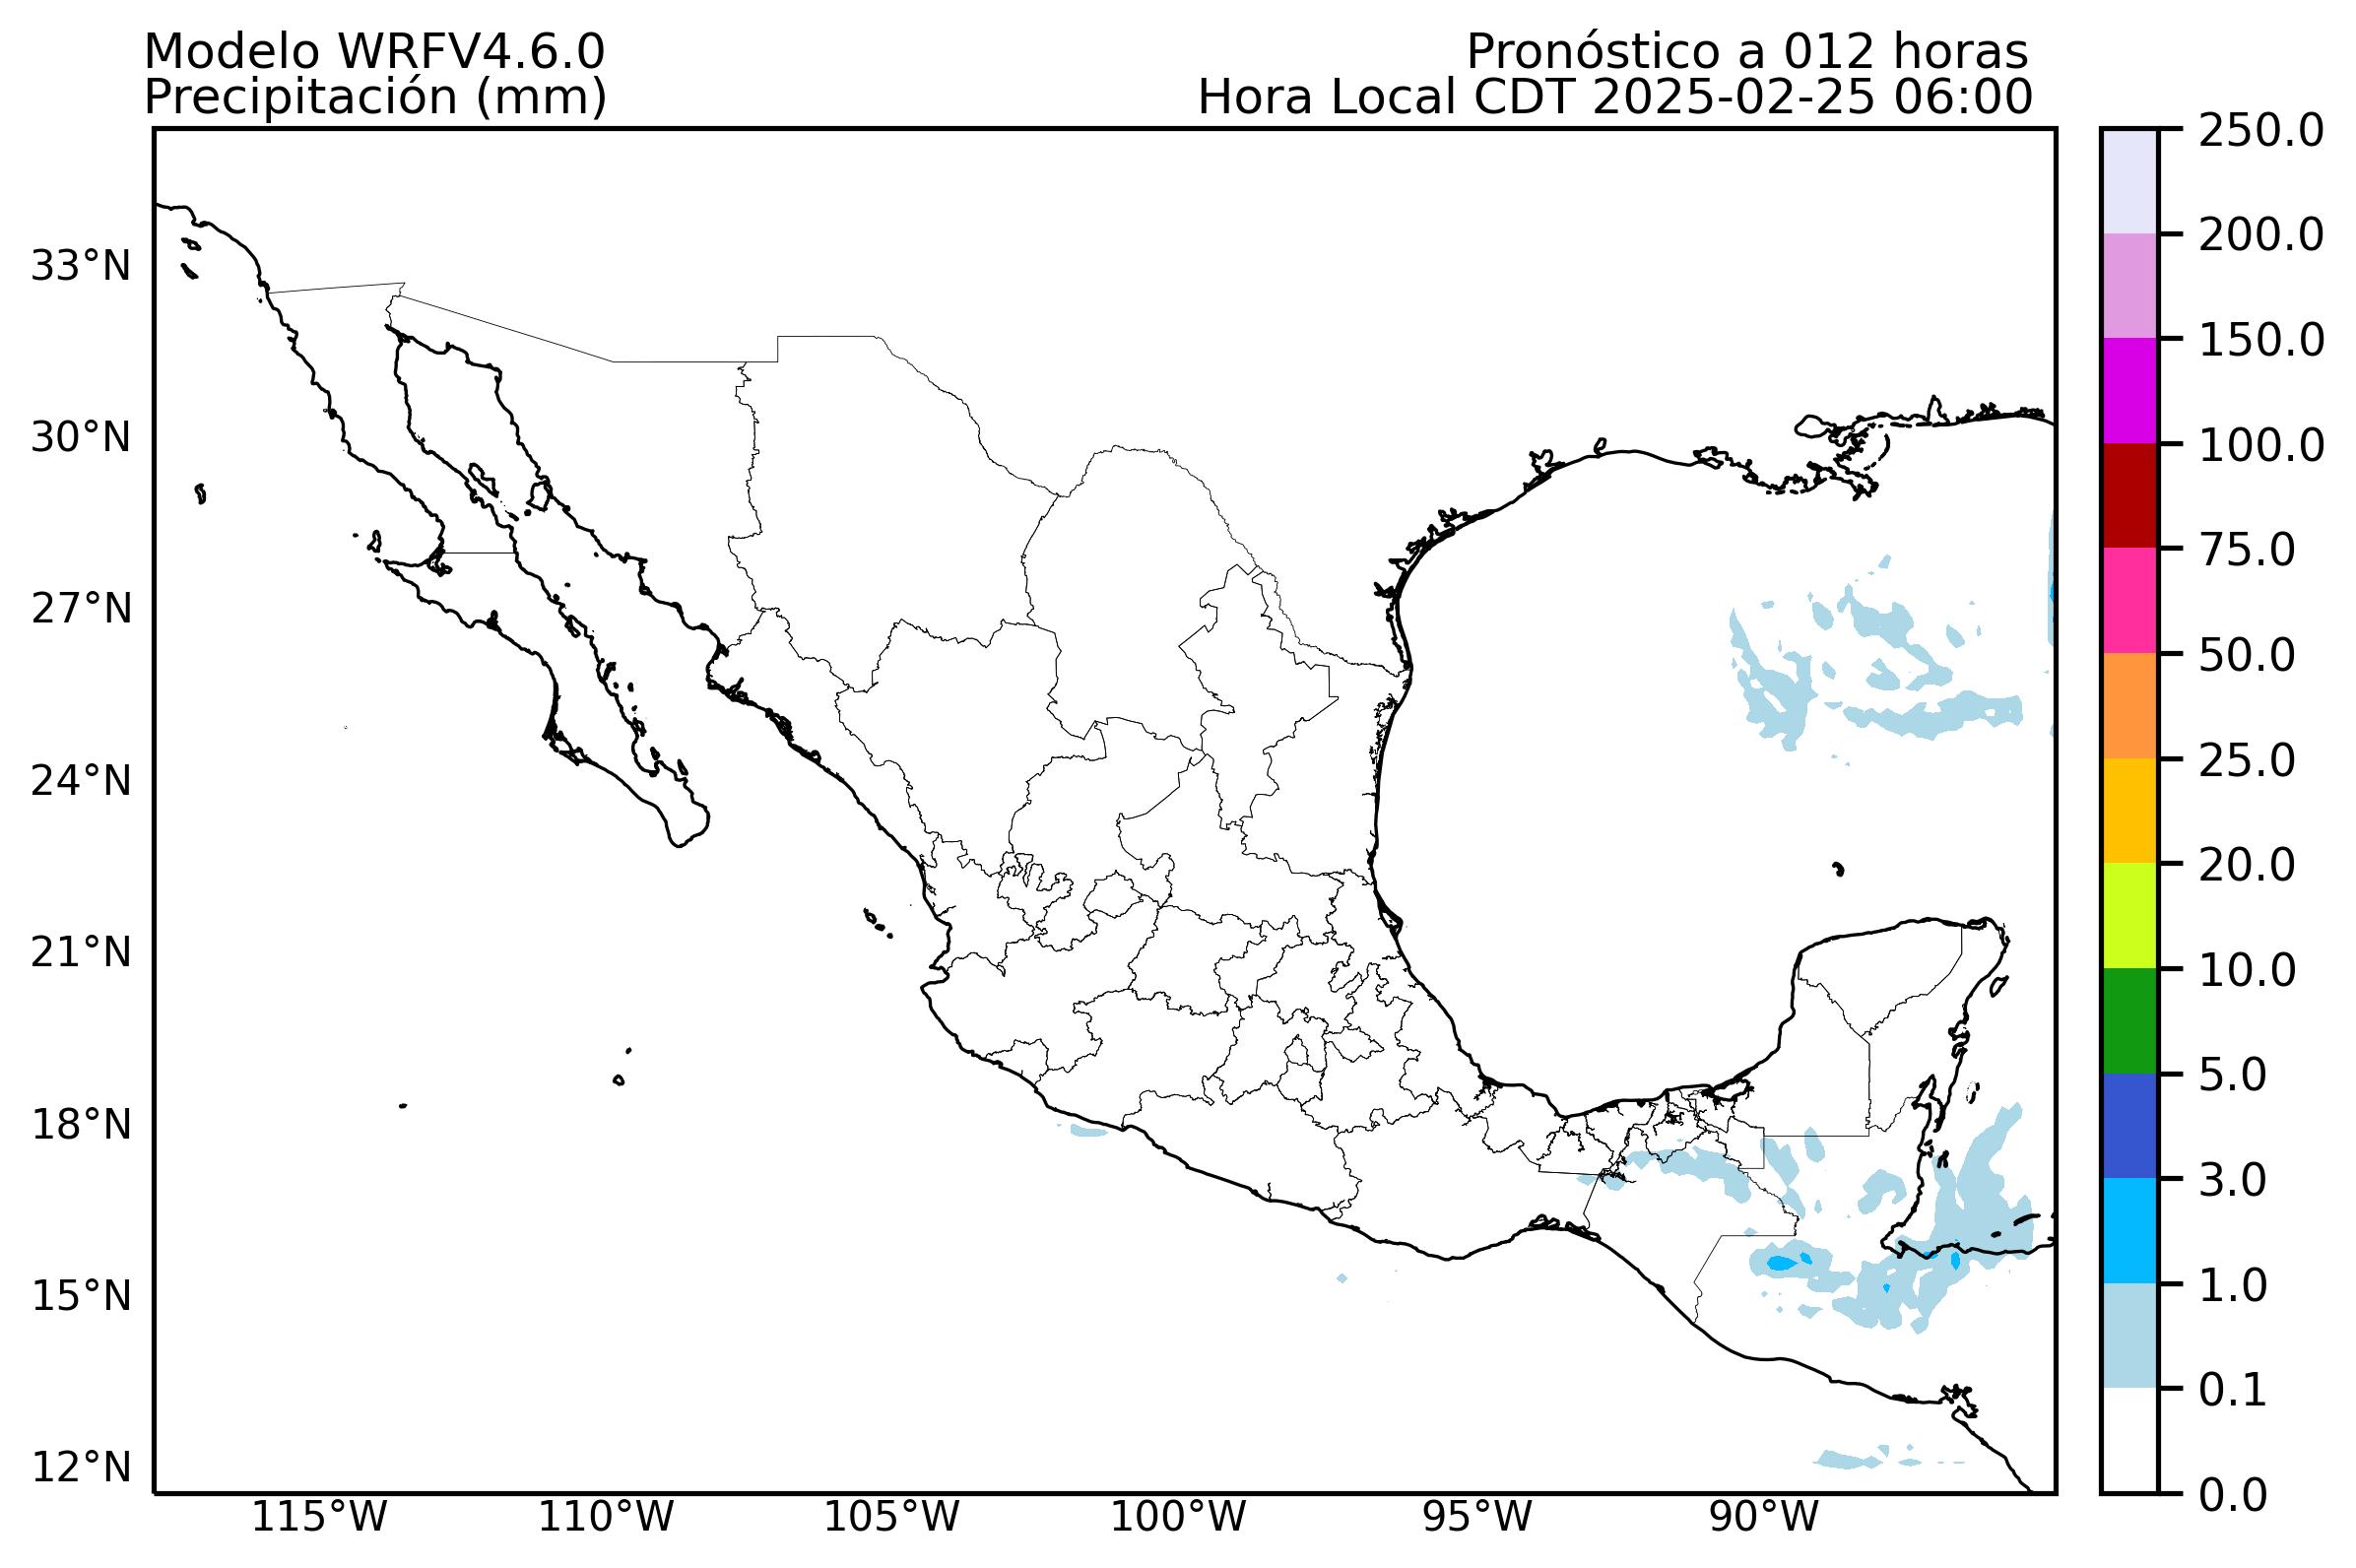 Modelo WRFV4.6.0
Precipitación (mm)
Pronóstico a 012 horas
Hora Local CDT 2025-02-25 06:00
33°N
30°N
27°N
24°N
21°N
18°N
15°N
12°N
115°W
110°W
105°W
100°W
95°W
90°W
250.0
200.0
150.0
100.0
75.0
50.0
25.0
20.0
10.0
5.0
3.0
1.0
0.1
0.0